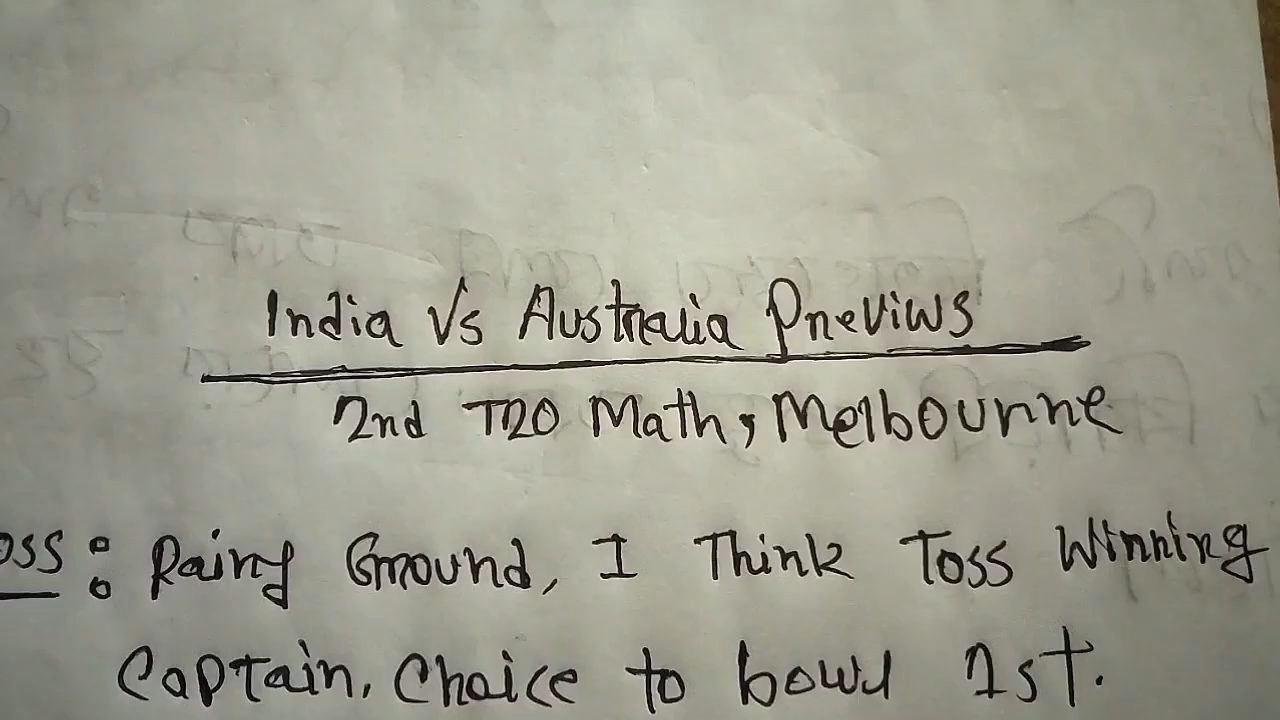 India Vs Australia Previws
2nd T20 Math, Melbourne
oss: Rainy Ground, I Think Toss Winning
Captain, Choice to bowl 1st.